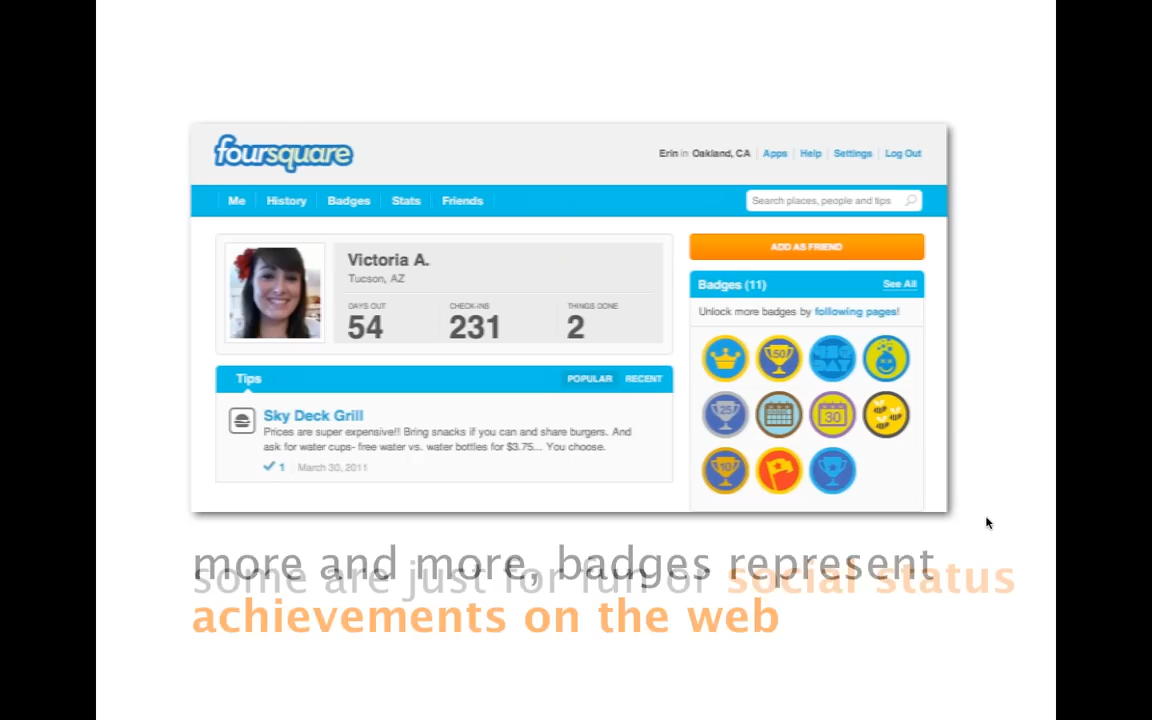 foursquare
Erin in Oakland, CA Apps Help Settings Log Out
Me History Badges Stats Friends
Search places, people and tips
Victoria A.
Tucson, AZ
DAYS OUT CHECK-INS THINGS DONE
54 231 2
ADD AS FRIEND
Badges (11) See All
Unlock more badges by following pages!
50
25 30
10
Tips POPULAR RECENT
Sky Deck Grill
Prices are super expensive!! Bring snacks if you can and share burgers. And
ask for water cups- free water vs. water bottles for $3.75... You choose.
1 March 30, 2011
more and more, badges represent
some are just for fun or social status
achievements on the web